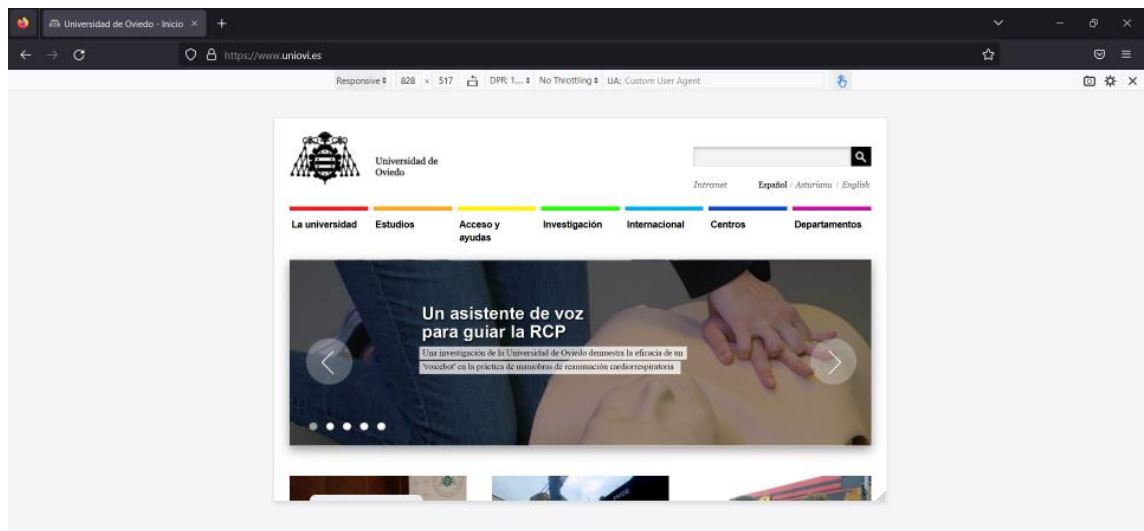 Universidad de Oviedo - Inicio
https://www.uniovi.es
Responsive 828 × 517 DPR: 1... No Throttling UA: Custom User Agent
Universidad de
Oviedo
Intranet Español / Asturianu / English
La universidad Estudios Acceso y Investigación Internacional Centros Departamentos
ayudas
Un asistente de voz
para guiar la RCP
Una investigación de la Universidad de Oviedo demuestra la eficacia de un
'voicebot' en la práctica de maniobras de reanimación cardiorrespiratoria